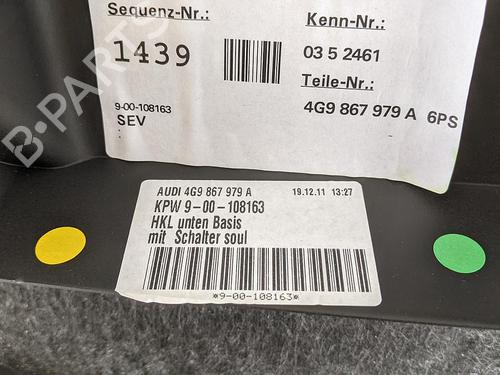 Sequenz-Nr.:
Kenn-Nr.:
1439
03 5 2461
Teile-Nr.:
9-00-108163
4G9 867 979 A 6PS
SEV
:
AUDI 4G9 867 979 A 19.12.11 13:27
KPW 9-00-108163
HKL unten Basis
mit Schalter soul
*9-00-108163*
B-PARTS